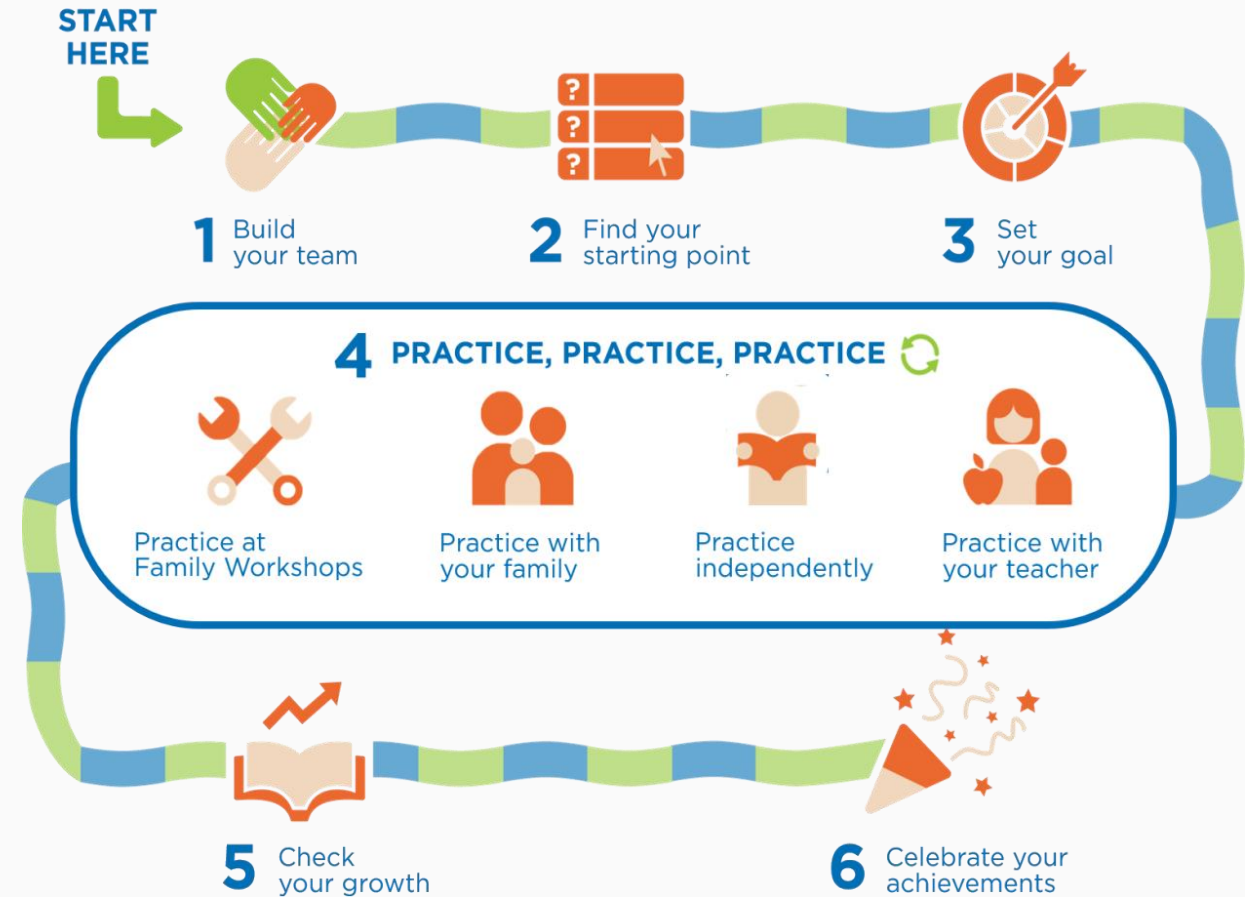 START
HERE
?
?
?
1 Build
your team
2 Find your
starting point
3 Set
your goal
4 PRACTICE, PRACTICE, PRACTICE
Practice at
Family Workshops
Practice with
your family
Practice
independently
Practice with
your teacher
5 Check
your growth
6 Celebrate your
achievements